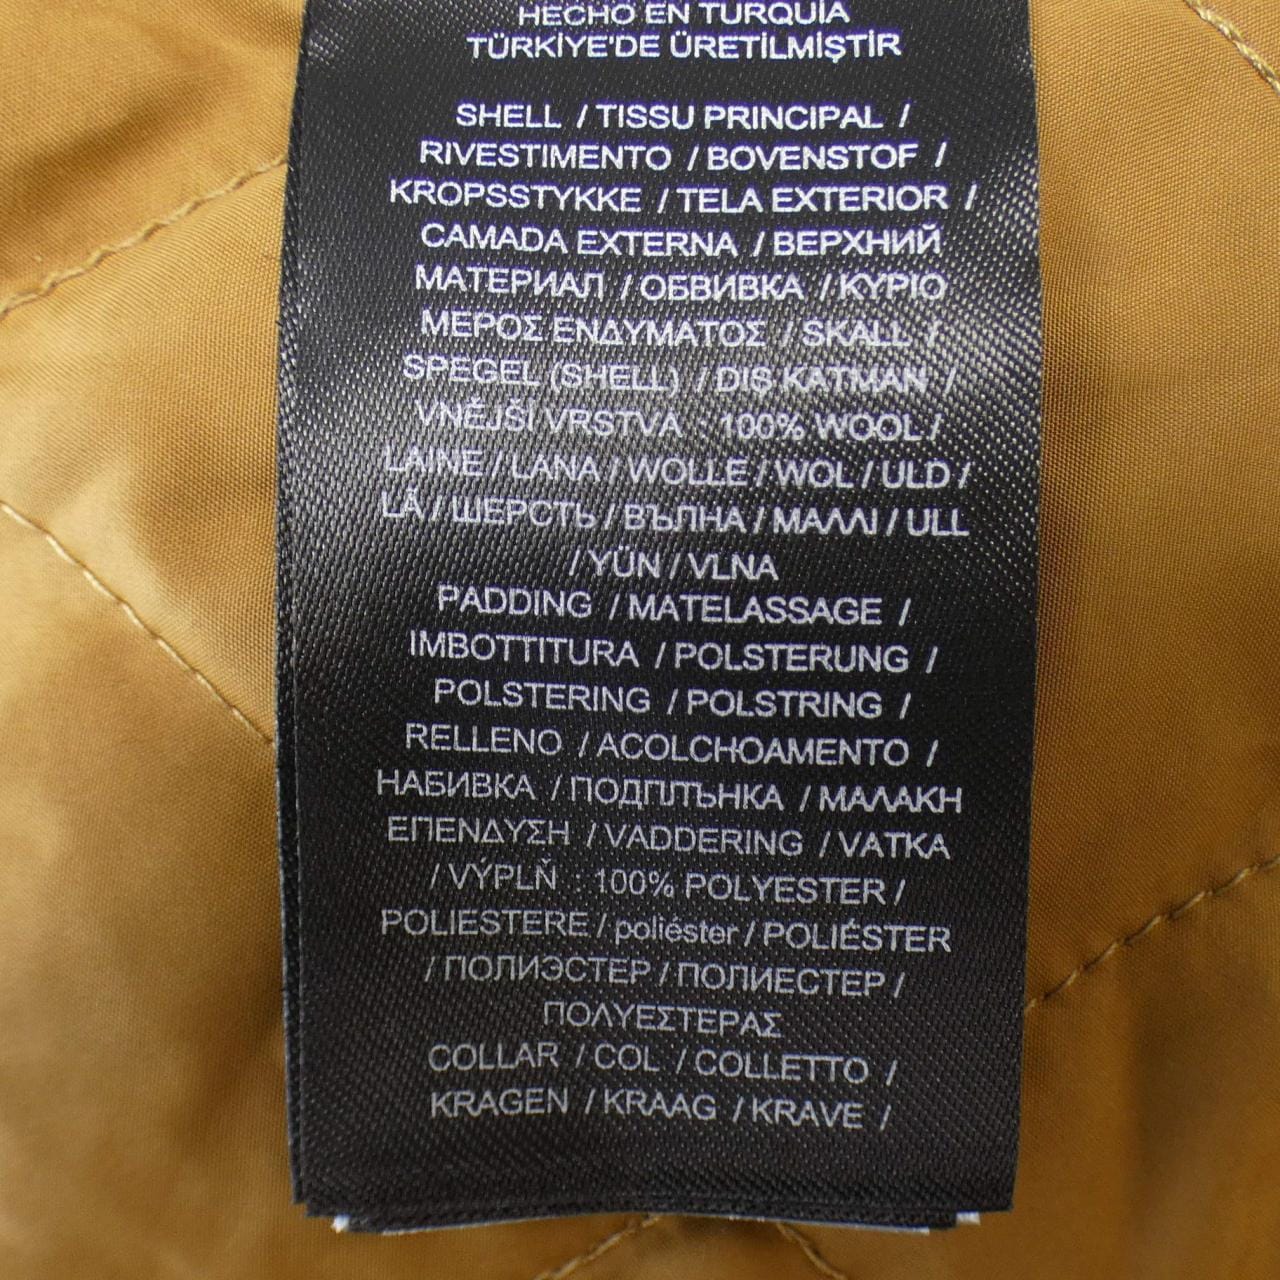 HECHO EN TURQUÍA
TÜRKİYE'DE ÜRETİLMİŞTİR
SHELL / TISSU PRINCIPAL /
RIVESTIMENTO / BOVENSTOF /
KROPSSTYKKE / TELA EXTERIOR /
CAMADA EXTERNA / ВЕРХНИЙ
МАТЕРИАЛ / ОБВИВКА / ΚΥΡΙΟ
ΜΕΡΟΣ ΕΝΔΥΜΑΤΟΣ / SKALL /
SPEGEL (SHELL) / DIŞ KATMAN /
VNĚJŠÍ VRSTVA 100% WOOL /
LAINE / LANA / WOLLE / WOL / ULD /
LÃ / ШЕРСТЬ / ВЪЛНА / ΜΑΛΛΙ / ULL
/ YÜN / VLNA
PADDING / MATELASSAGE /
IMBOTTITURA / POLSTERUNG /
POLSTERING / POLSTRING /
RELLENO / ACOLCHOAMENTO /
НАБИВКА / ПОДПЛЪНКА / ΜΑΛΑΚΗ
ΕΠΕΝΔΥΣΗ / VADDERING / VATKA
/ VÝPLŇ : 100% POLYESTER /
POLIESTERE / poliéster / POLIÉSTER
/ ПОЛИЭСТЕР / ПОЛИЕСТЕР /
ΠΟΛΥΕΣΤΕΡΑΣ
COLLAR / COL / COLLETTO /
KRAGEN / KRAAG / KRAVE /